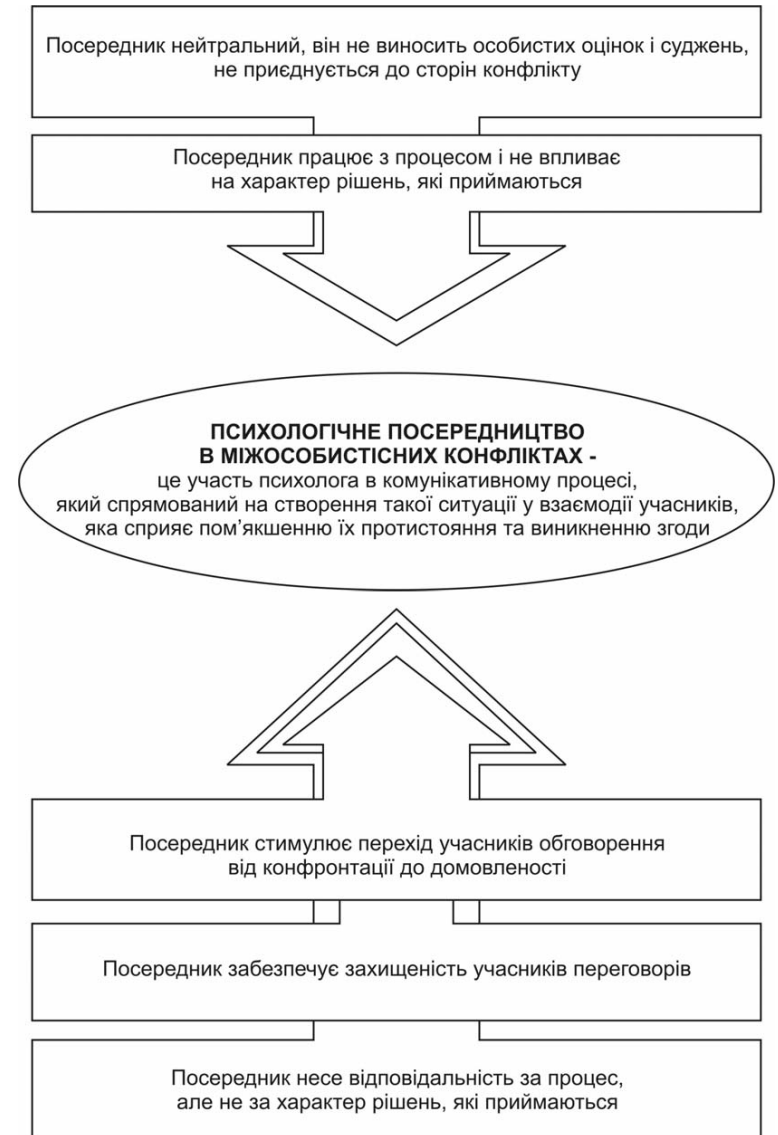 Посередник нейтральний, він не виносить особистих оцінок і суджень,
не приєднується до сторін конфлікту
Посередник працює з процесом і не впливає
на характер рішень, які приймаються
ПСИХОЛОГІЧНЕ ПОСЕРЕДНИЦТВО
В МІЖОСОБИСТІСНИХ КОНФЛІКТАХ -
це участь психолога в комунікативному процесі,
який спрямований на створення такої ситуації у взаємодії учасників,
яка сприяє пом’якшенню їх протистояння та виникненню згоди
Посередник стимулює перехід учасників обговорення
від конфронтації до домовленості
Посередник забезпечує захищеність учасників переговорів
Посередник несе відповідальність за процес,
але не за характер рішень, які приймаються